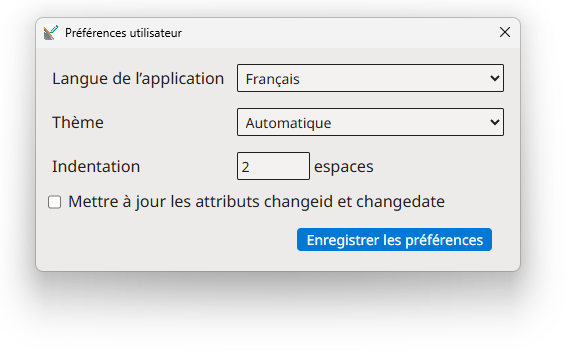 Préférences utilisateur
Langue de l’application Français
Thème Automatique
Indentation 2 espaces
Mettre à jour les attributs changeid et changedate
Enregistrer les préférences